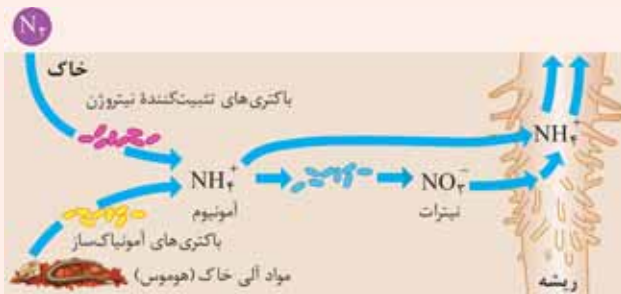 N₂
خاک
باکتری‌های تثبیت‌کنندهٔ نیتروژن
NH₄⁺
NH₄⁺
NO₃⁻
آمونیوم
نیترات
باکتری‌های آمونیاک‌ساز
مواد آلی خاک (هوموس)
ریشه